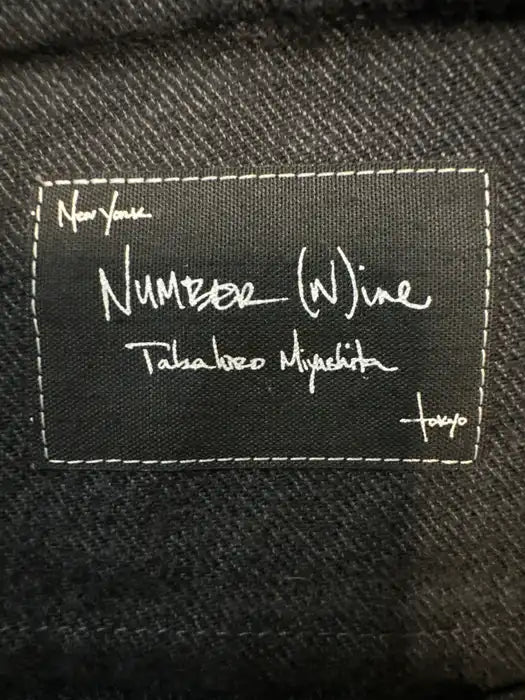 New York
NUMBER (N)ine
Takahiro Miyashita
tokyo